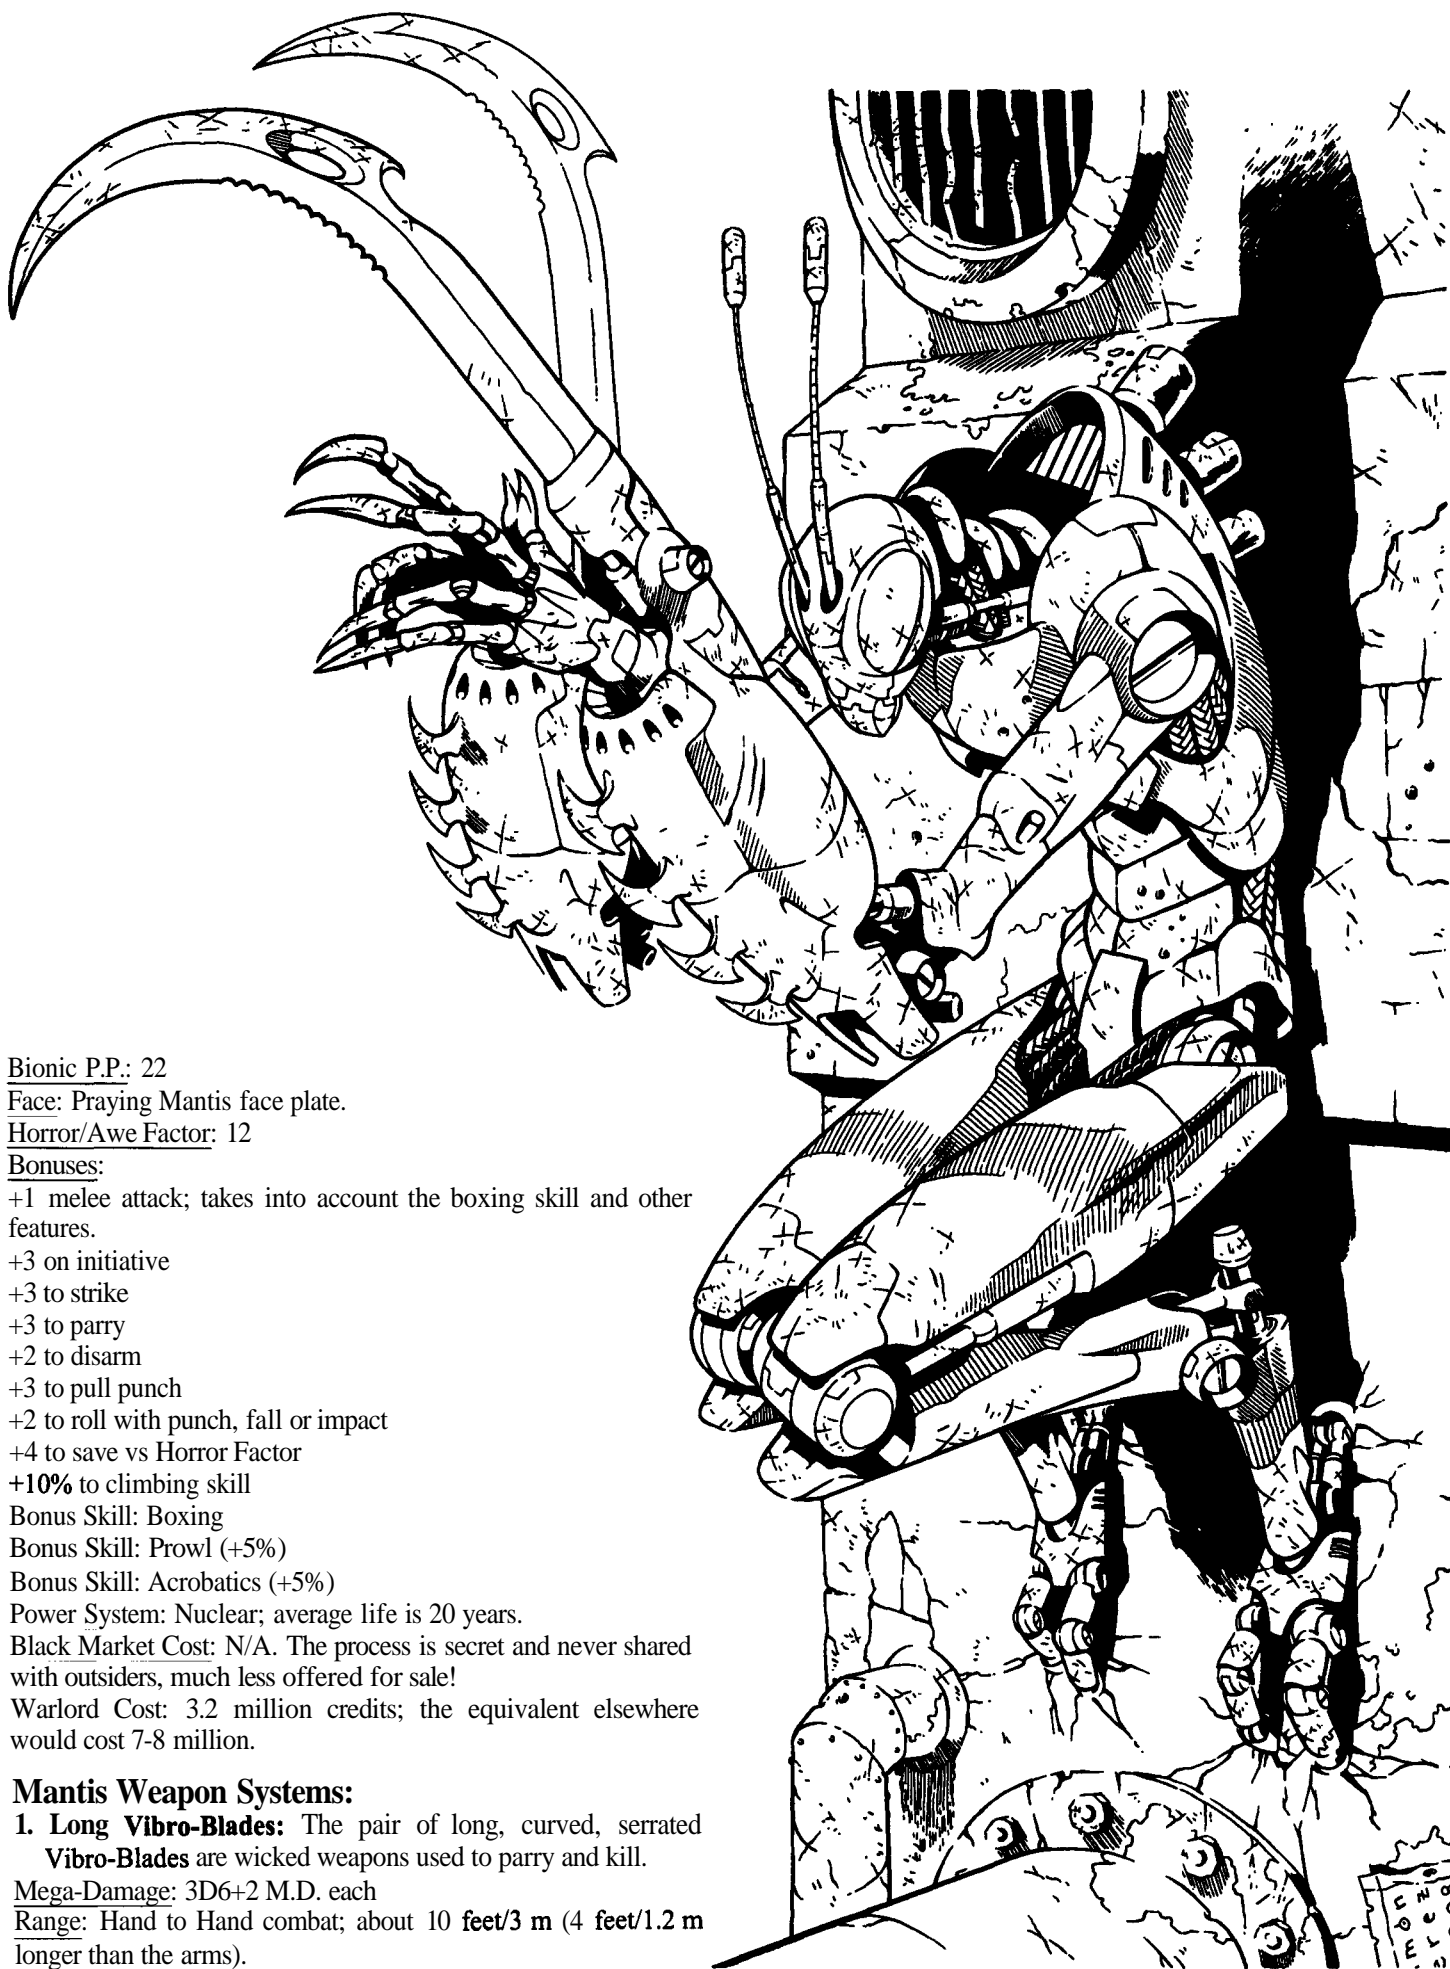 Bionic P.P.: 22
Face: Praying Mantis face plate.
Horror/Awe Factor: 12
Bonuses:
+1 melee attack; takes into account the boxing skill and other
features.
+3 on initiative
+3 to strike
+3 to parry
+2 to disarm
+3 to pull punch
+2 to roll with punch, fall or impact
+4 to save vs Horror Factor
+10% to climbing skill
Bonus Skill: Boxing
Bonus Skill: Prowl (+5%)
Bonus Skill: Acrobatics (+5%)
Power System: Nuclear; average life is 20 years.
Black Market Cost: N/A. The process is secret and never shared
with outsiders, much less offered for sale!
Warlord Cost: 3.2 million credits; the equivalent elsewhere
would cost 7-8 million.
Mantis Weapon Systems:
1. Long Vibro-Blades: The pair of long, curved, serrated
Vibro-Blades are wicked weapons used to parry and kill.
Mega-Damage: 3D6+2 M.D. each
Range: Hand to Hand combat; about 10 feet/3 m (4 feet/1.2 m
longer than the arms).